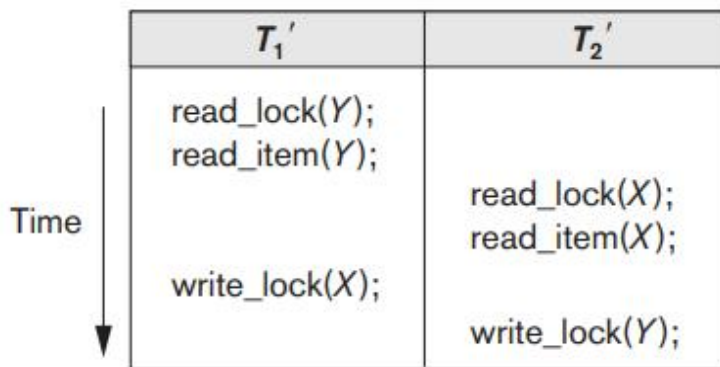 T₁′ T₂′
read_lock(Y);
read_item(Y);
read_lock(X);
Time
read_item(X);
write_lock(X);
write_lock(Y);